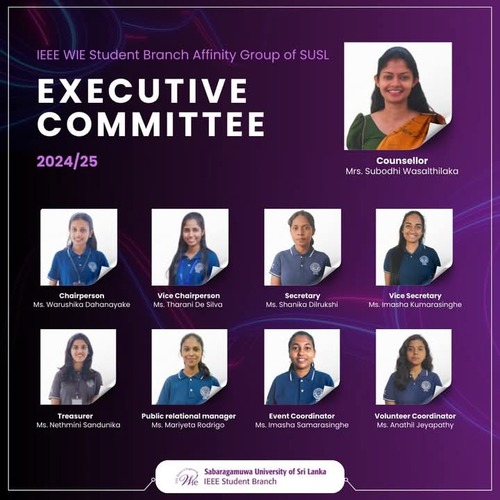 IEEE WIE Student Branch Affinity Group of SUSL
EXECUTIVE
COMMITTEE
2024/25
Counsellor
Mrs. Subodhi Wasalthilaka
Chairperson
Ms. Warushika Dahanayake
Vice Chairperson
Ms. Tharani De Silva
Secretary
Ms. Shanika Dilrukshi
Vice Secretary
Ms. Imasha Kumarasinghe
Treasurer
Ms. Nethmini Sandunika
Public relational manager
Ms. Mariyeta Rodrigo
Event Coordinator
Ms. Imasha Samarasinghe
Volunteer Coordinator
Ms. Anathil Jeyapathy
WIE
Sabaragamuwa University of Sri Lanka
IEEE Student Branch